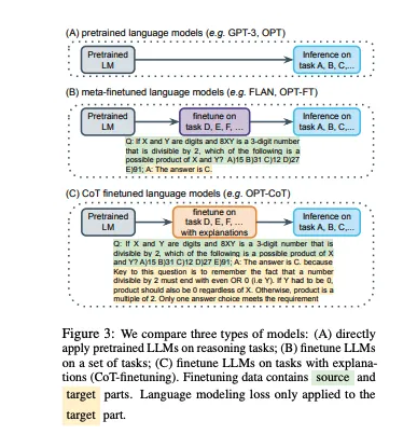 (A) pretrained language models (e.g. GPT-3, OPT)
Pretrained
LM
Inference on
task A, B, C,...
(B) meta-finetuned language models (e.g. FLAN, OPT-FT)
Pretrained
LM
finetune on
task D, E, F, ...
Inference on
task A, B, C,...
Q: If X and Y are digits and 8XY is a 3-digit number
that is divisible by 2, which of the following is a
possible product of X and Y? A)15 B)31 C)12 D)27
E)91; A: The answer is C.
(C) CoT finetuned language models (e.g. OPT-CoT)
Pretrained
LM
finetune on
task D, E, F, ...
with explanations
Inference on
task A, B, C,...
Q: If X and Y are digits and 8XY is a 3-digit number that is
divisible by 2, which of the following is a possible product of X
and Y? A)15 B)31 C)12 D)27 E)91; A: The answer is C. because
Key to this question is to remember the fact that a number
divisible by 2 must end with even OR 0 (i.e Y). If Y had to be 0,
product should also be 0 regardless of X. Otherwise, product is a
multiple of 2. Only one answer choice meets the requirement
Figure 3: We compare three types of models: (A) directly
apply pretrained LLMs on reasoning tasks; (B) finetune LLMs
on a set of tasks; (C) finetune LLMs on tasks with explana-
tions (CoT-finetuning). Finetuning data contains source and
target parts. Language modeling loss only applied to the
target part.